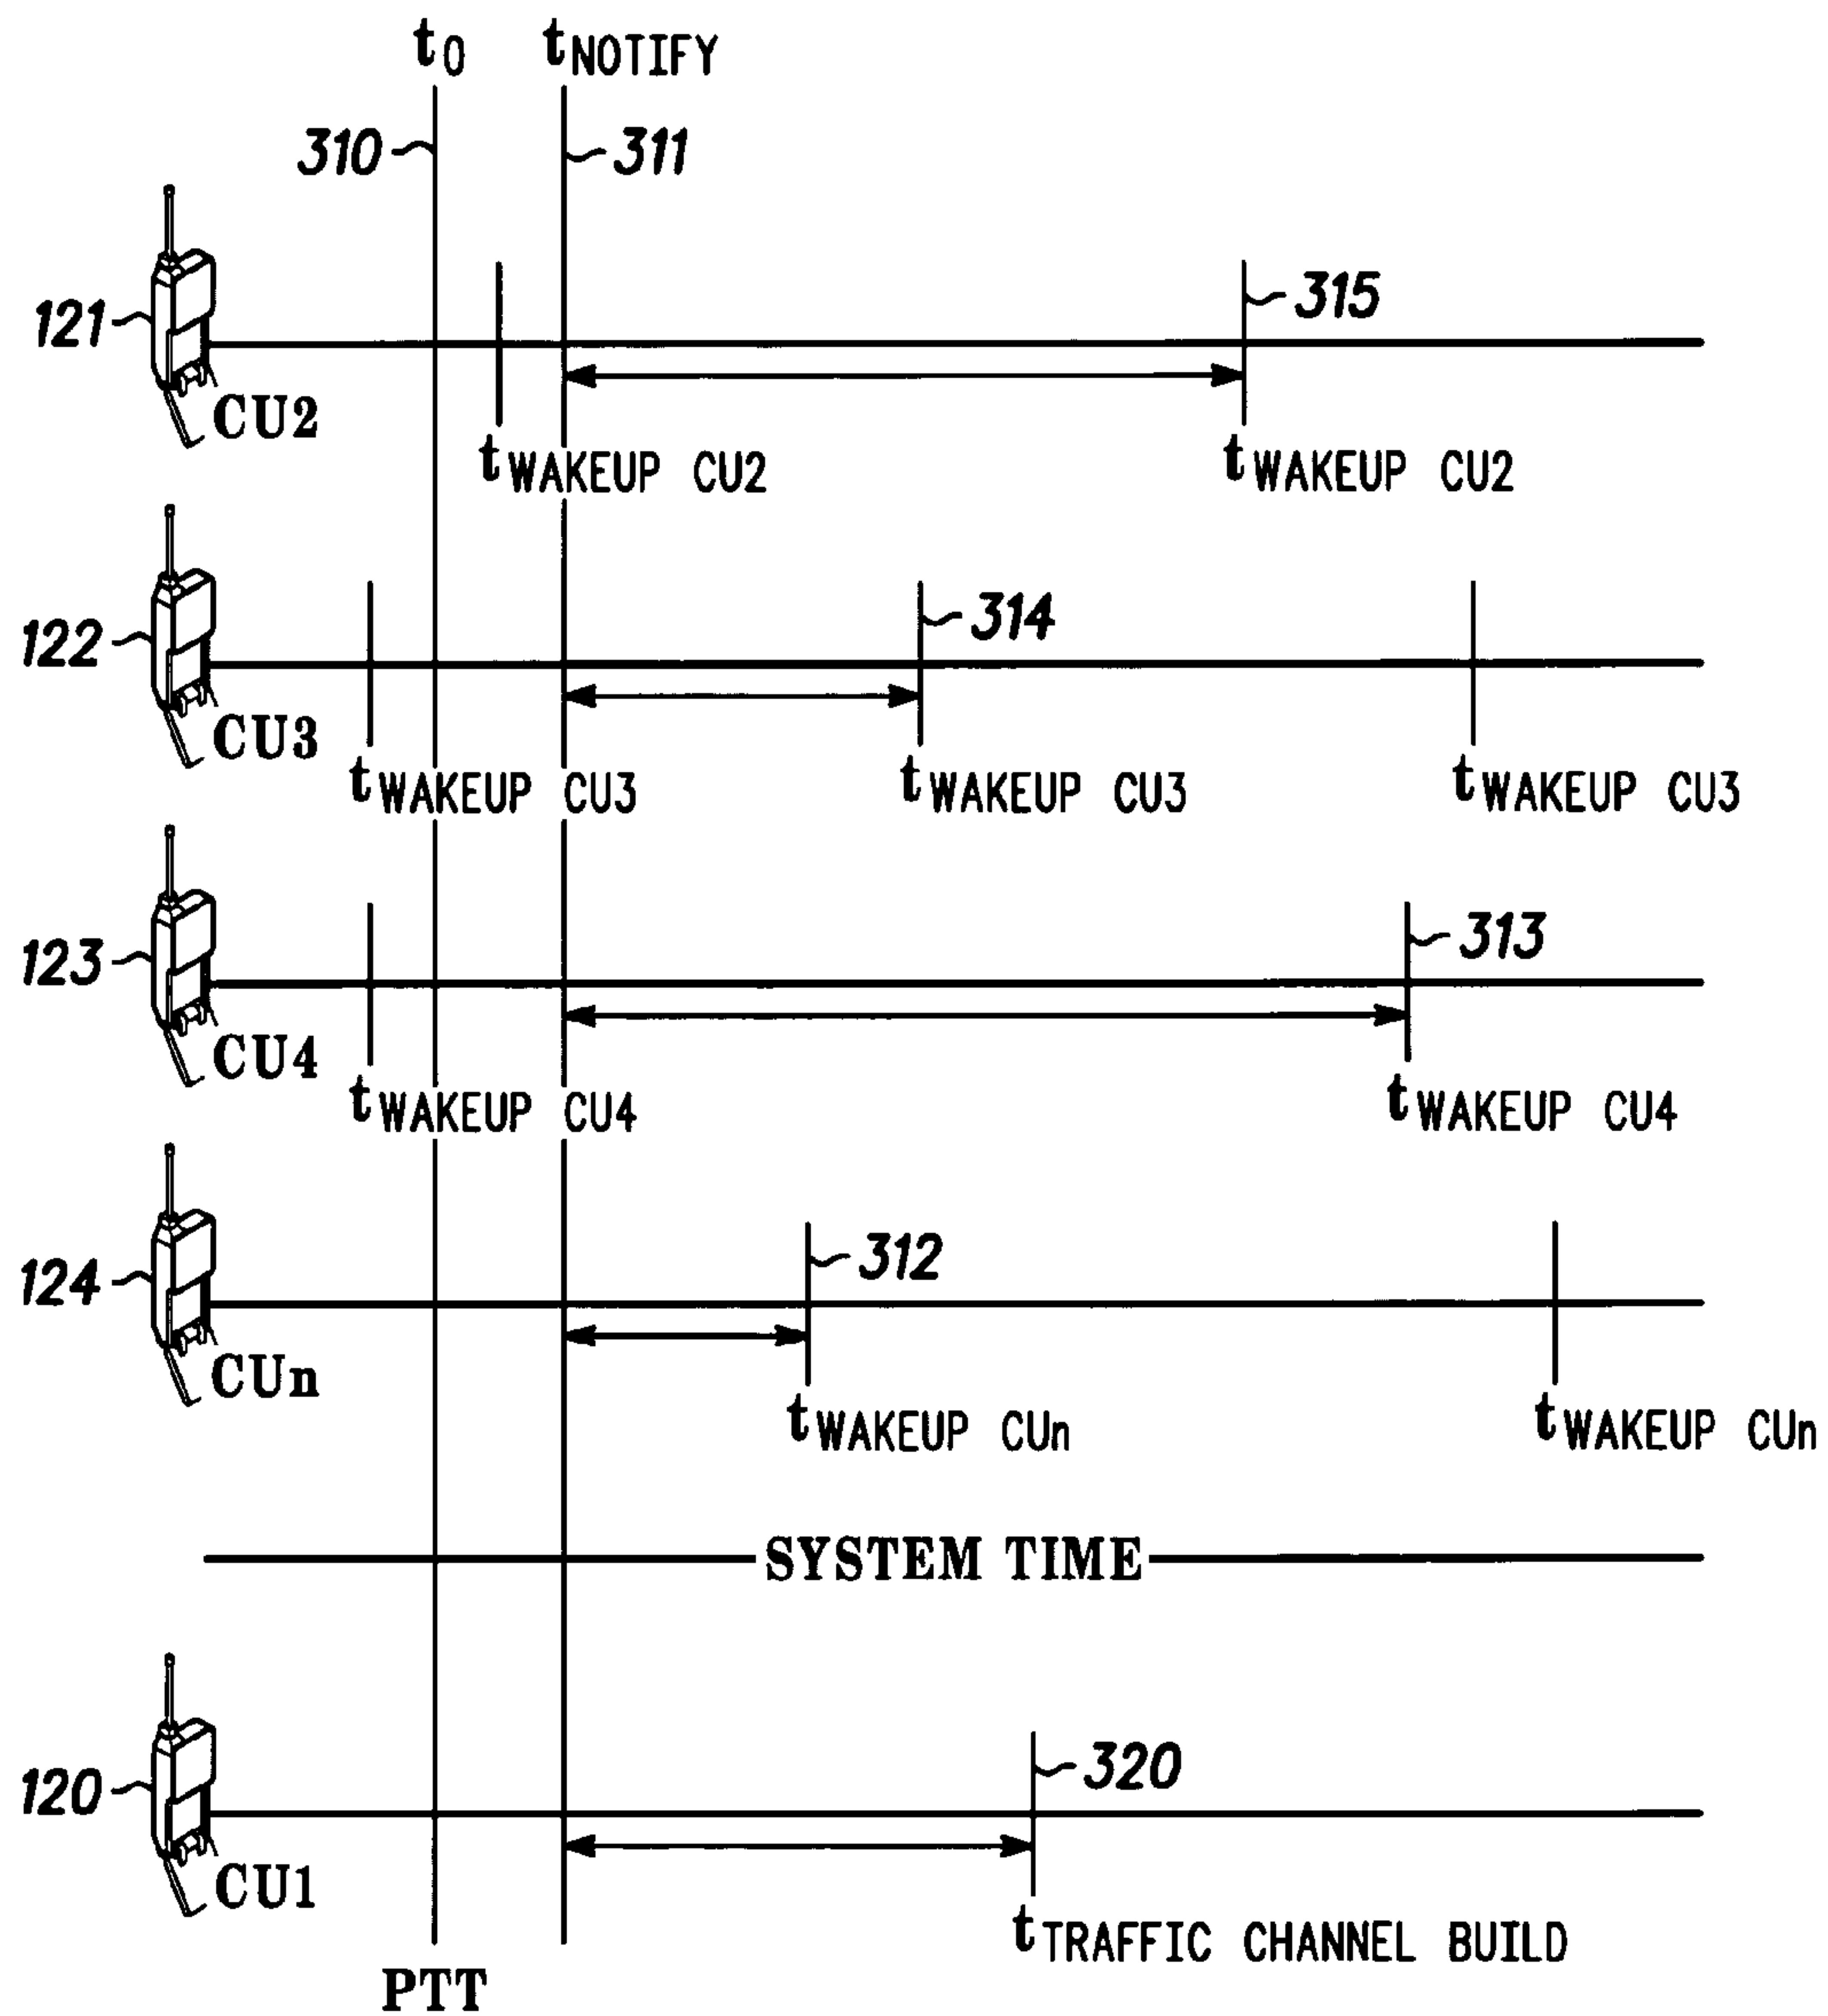 t0 tNOTIFY
310 311
121 CU2 315
tWAKEUP CU2 tWAKEUP CU2
122 CU3 314
tWAKEUP CU3 tWAKEUP CU3 tWAKEUP CU3
123 CU4 313
tWAKEUP CU4 tWAKEUP CU4
124 CUn 312
tWAKEUP CUn tWAKEUP CUn
SYSTEM TIME
120 CU1 320
tTRAFFIC CHANNEL BUILD
PTT